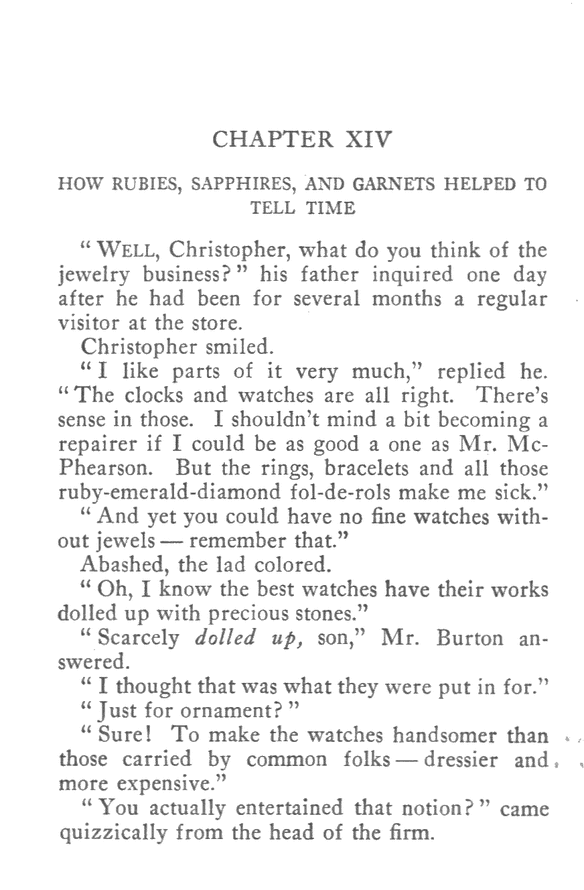 CHAPTER XIV
HOW RUBIES, SAPPHIRES, AND GARNETS HELPED TO
TELL TIME
“WELL, Christopher, what do you think of the
jewelry business?” his father inquired one day
after he had been for several months a regular
visitor at the store.
Christopher smiled.
“I like parts of it very much,” replied he.
“The clocks and watches are all right. There’s
sense in those. I shouldn’t mind a bit becoming a
repairer if I could be as good a one as Mr. Mc-
Phearson. But the rings, bracelets and all those
ruby-emerald-diamond fol-de-rols make me sick.”
“And yet you could have no fine watches with-
out jewels — remember that.”
Abashed, the lad colored.
“Oh, I know the best watches have their works
dolled up with precious stones.”
“Scarcely dolled up, son,” Mr. Burton an-
swered.
“I thought that was what they were put in for.”
“Just for ornament?”
“Sure! To make the watches handsomer than
those carried by common folks — dressier and
more expensive.”
“You actually entertained that notion?” came
quizzically from the head of the firm.